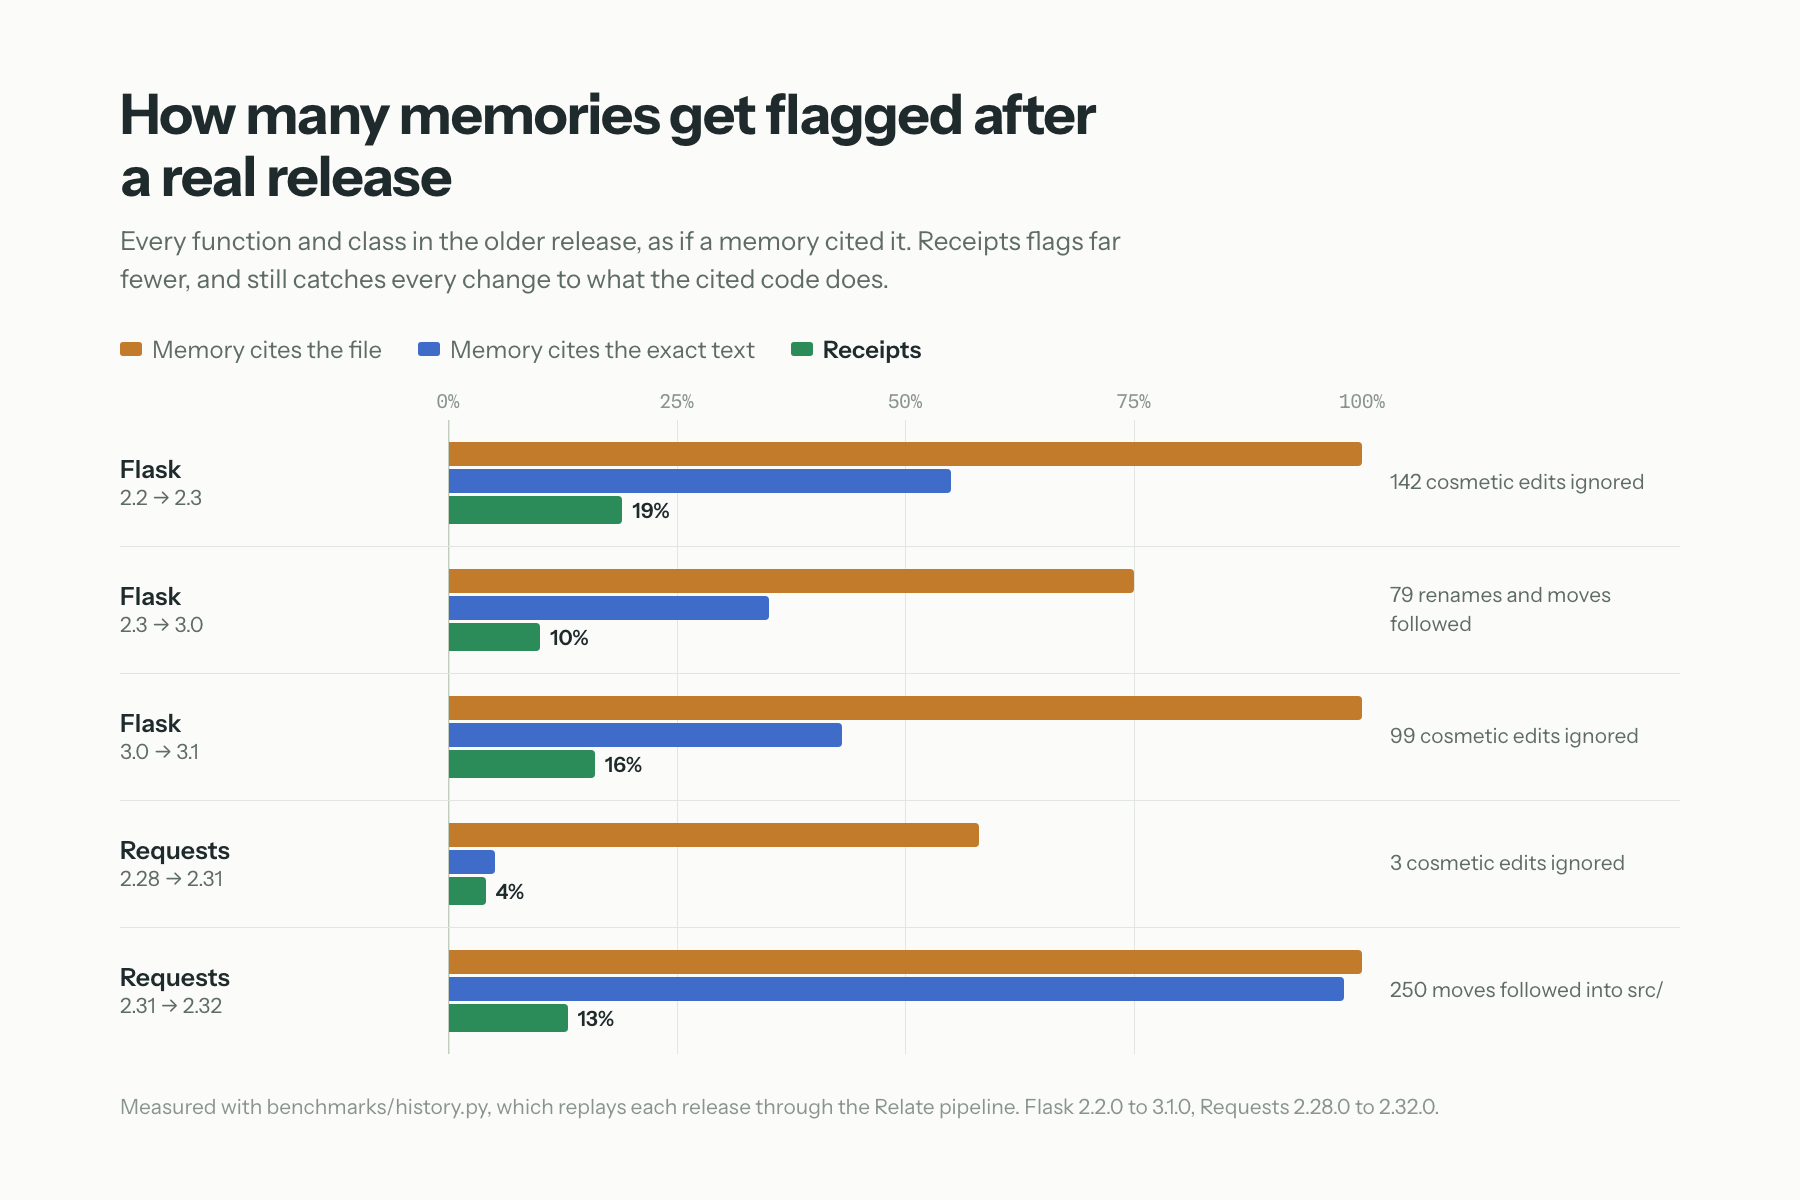 How many memories get flagged after
a real release
Every function and class in the older release, as if a memory cited it. Receipts flags far
fewer, and still catches every change to what the cited code does.
Memory cites the file
Memory cites the exact text
Receipts
0%
25%
50%
75%
100%
Flask
2.2 → 2.3
19%
142 cosmetic edits ignored
Flask
2.3 → 3.0
10%
79 renames and moves
followed
Flask
3.0 → 3.1
16%
99 cosmetic edits ignored
Requests
2.28 → 2.31
4%
3 cosmetic edits ignored
Requests
2.31 → 2.32
13%
250 moves followed into src/
Measured with benchmarks/history.py, which replays each release through the Relate pipeline. Flask 2.2.0 to 3.1.0, Requests 2.28.0 to 2.32.0.